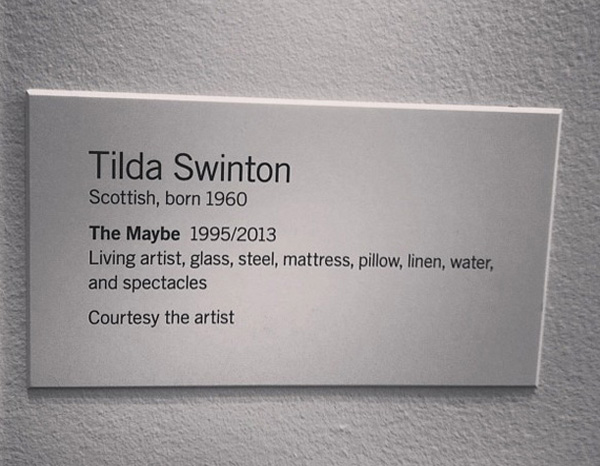 Tilda Swinton
Scottish, born 1960
The Maybe 1995/2013
Living artist, glass, steel, mattress, pillow, linen, water,
and spectacles
Courtesy the artist